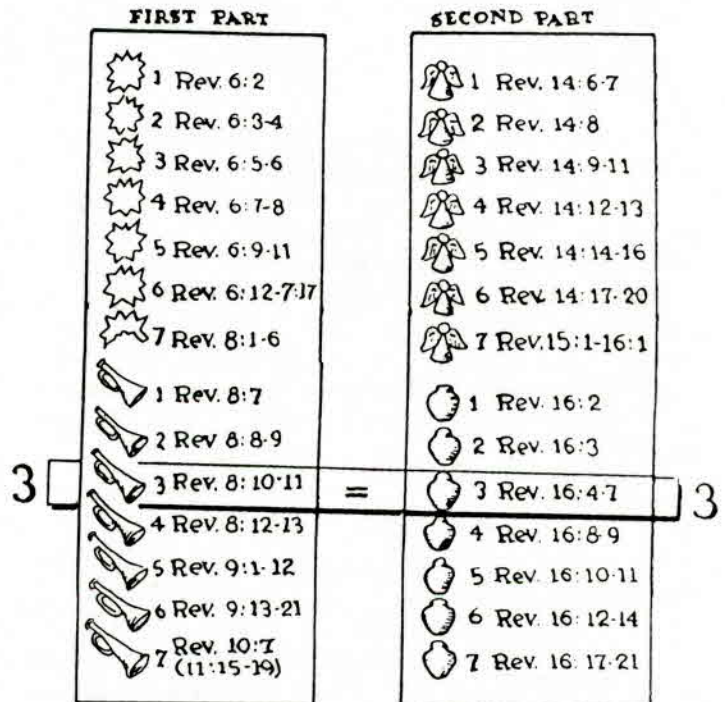 FIRST PART
1 Rev. 6:2
2 Rev. 6:3-4
3 Rev. 6:5-6
4 Rev. 6:7-8
5 Rev. 6:9-11
6 Rev. 6:12-7:17
7 Rev. 8:1-6
1 Rev. 8:7
2 Rev 8:8-9
3
3 Rev. 8:10-11
4 Rev. 8:12-13
5 Rev. 9:1-12
6 Rev. 9:13-21
7 Rev. 10:7
(11:15-19)
=
SECOND PART
1 Rev. 14:6-7
2 Rev. 14:8
3 Rev. 14:9-11
4 Rev. 14:12-13
5 Rev. 14:14-16
6 Rev. 14:17-20
7 Rev. 15:1-16:1
1 Rev. 16:2
2 Rev. 16:3
3 Rev. 16:4-7
3
4 Rev. 16:8-9
5 Rev. 16:10-11
6 Rev. 16:12-14
7 Rev. 16:17-21